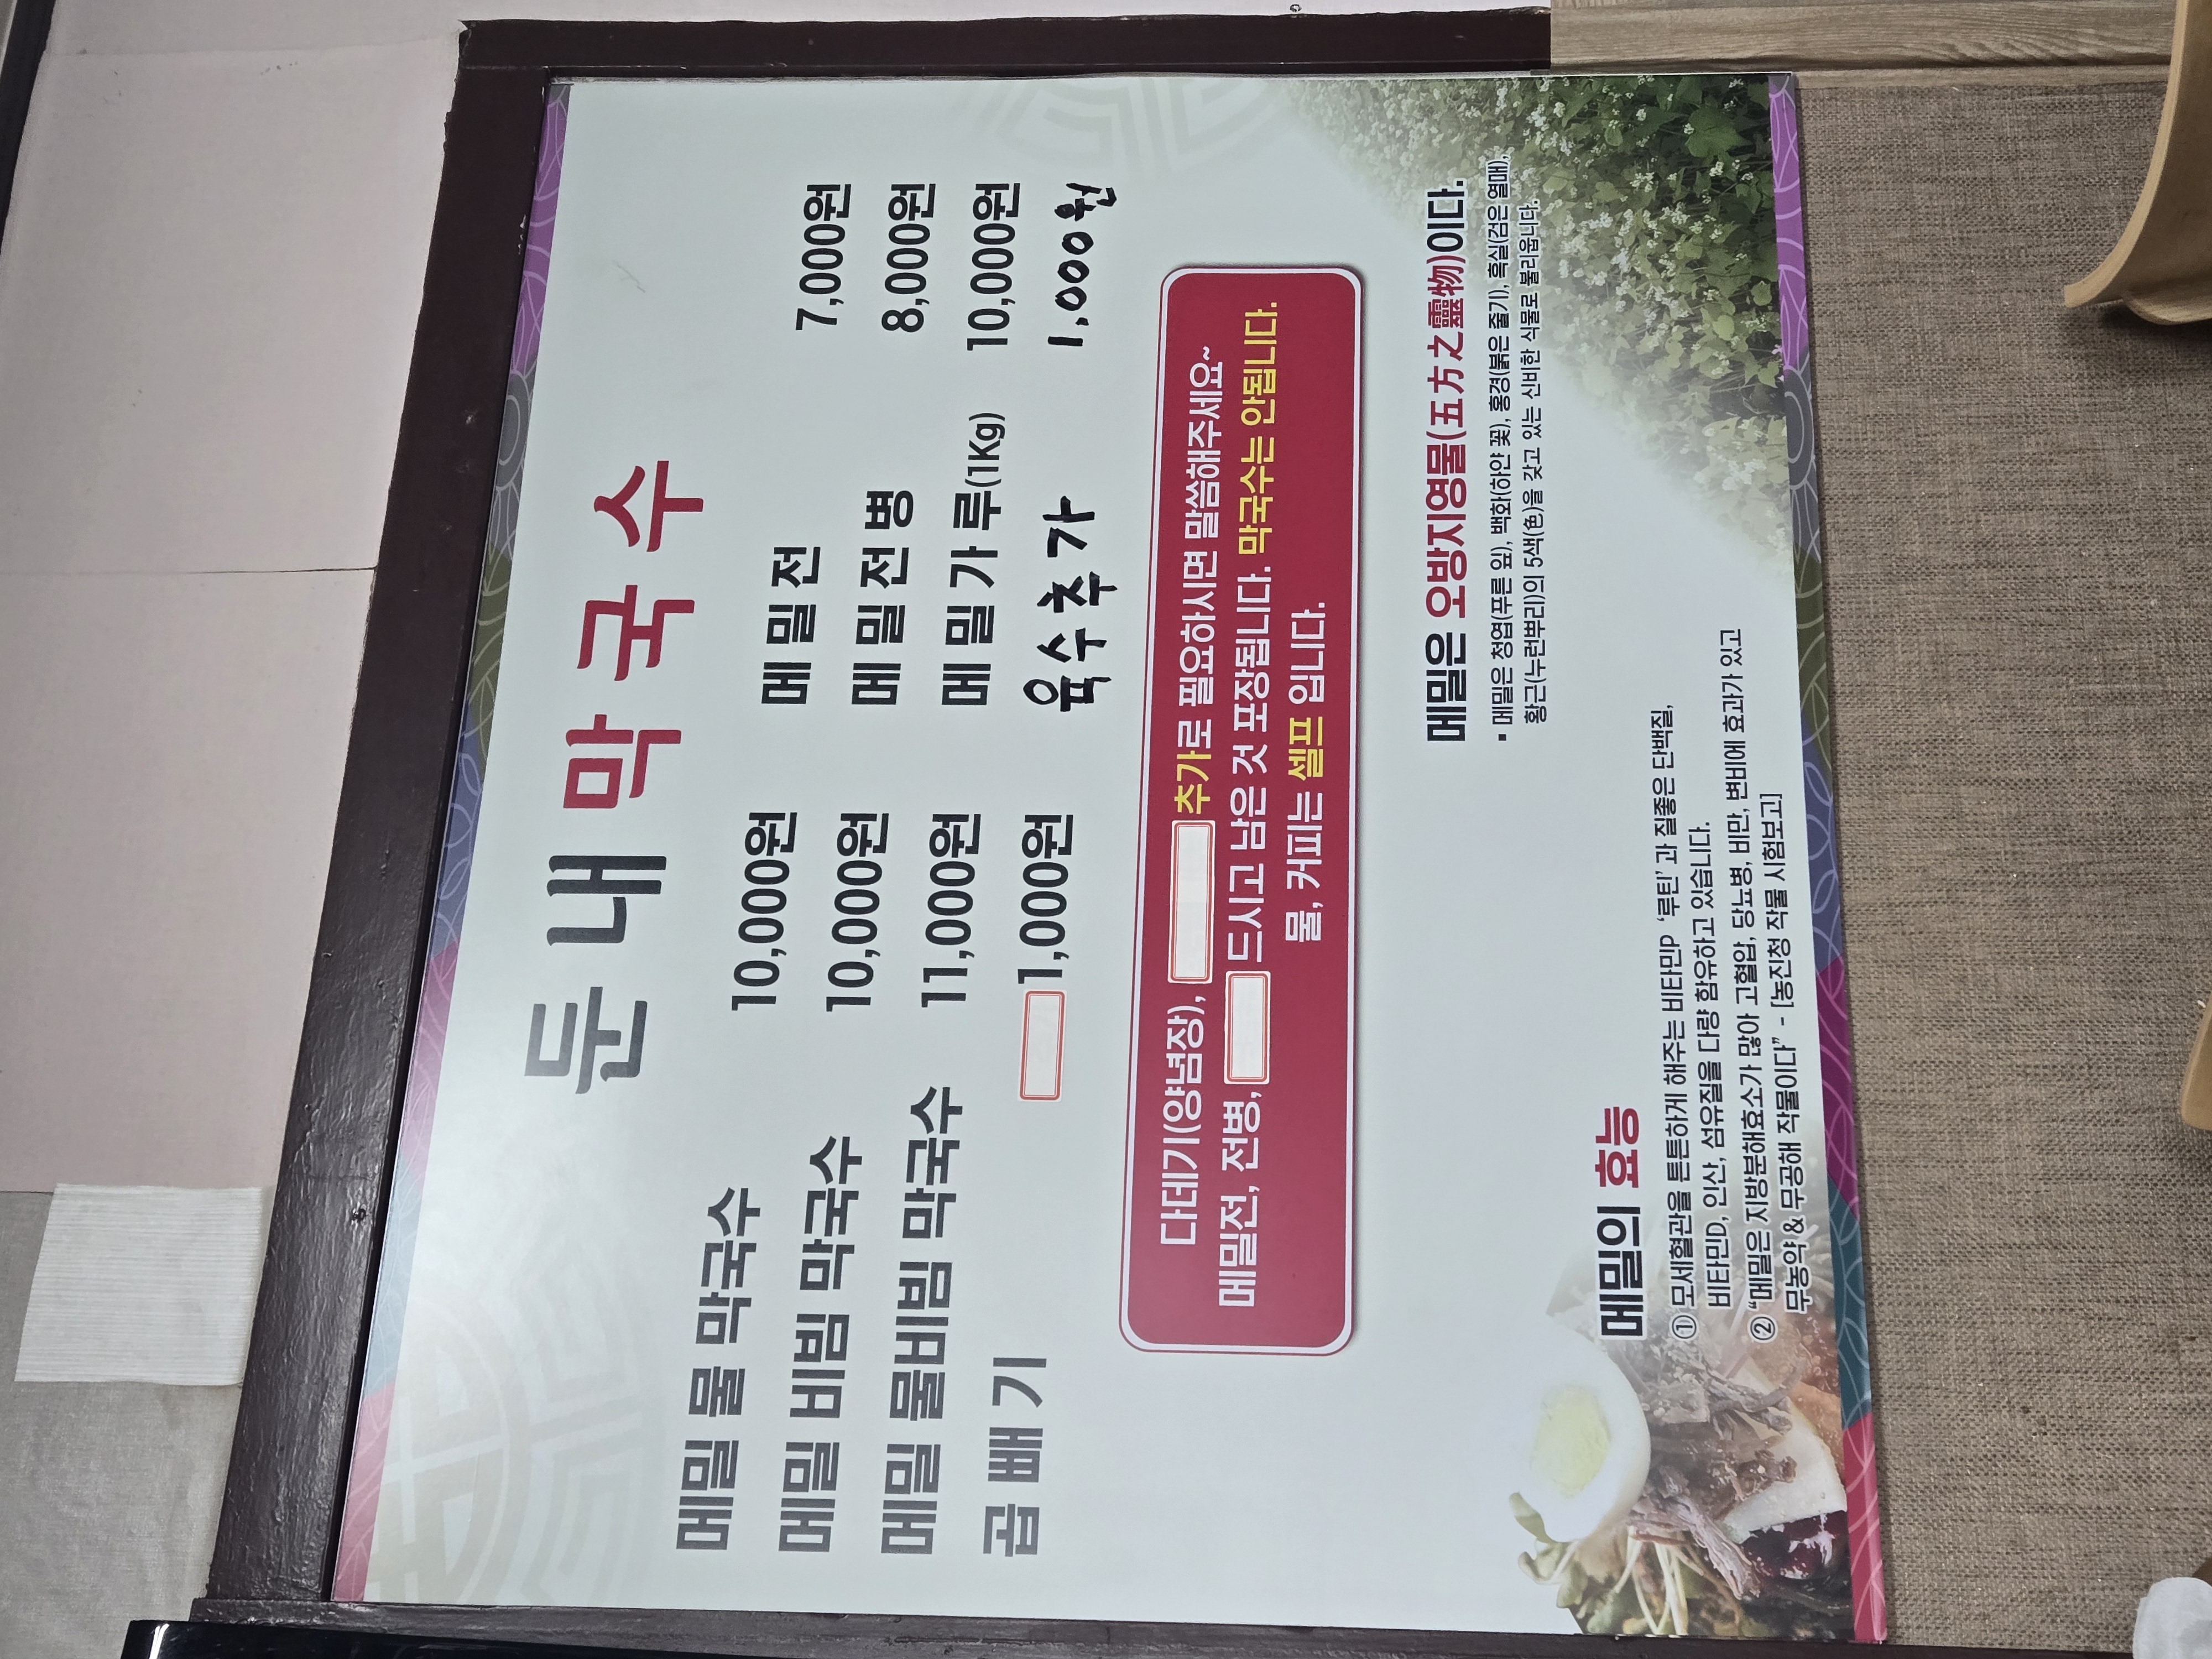 둔내막국수
메밀 물 막국수 10,000원
메밀 비빔 막국수 10,000원
메밀 물비빔 막국수 11,000원
곱 빼 기 11,000원
메 밀 전 7,000원
메 밀 전 병 8,000원
메 밀 가 루(1Kg) 10,000원
육수추가 1,000원
다데기(양념장), 추가로 필요하시면 말씀해주세요~
메밀전, 전병, 드시고 남은 것 포장됩니다. 막국수는 안됩니다.
물, 커피는 셀프 입니다.
메밀은 오방지영물(五方之靈物)이다.
▪ 메밀은 청엽(푸른 잎), 백화(하얀 꽃), 홍경(붉은 줄기), 흑실(검은 열매),
황근(누런뿌리)의 5색(色)을 갖고 있는 신비한 식물로 불리웁니다.
메밀의 효능
① 모세혈관을 튼튼하게 해주는 비타민P ‘루틴’ 과 질좋은 단백질,
비타민D, 인산, 섬유질을 다량 함유하고 있습니다.
② “메밀은 지방분해효소가 많아 고혈압, 당뇨병, 비만, 변비에 효과가 있고
무농약 & 무공해 작물이다” - [농진청 작물 시험보고]